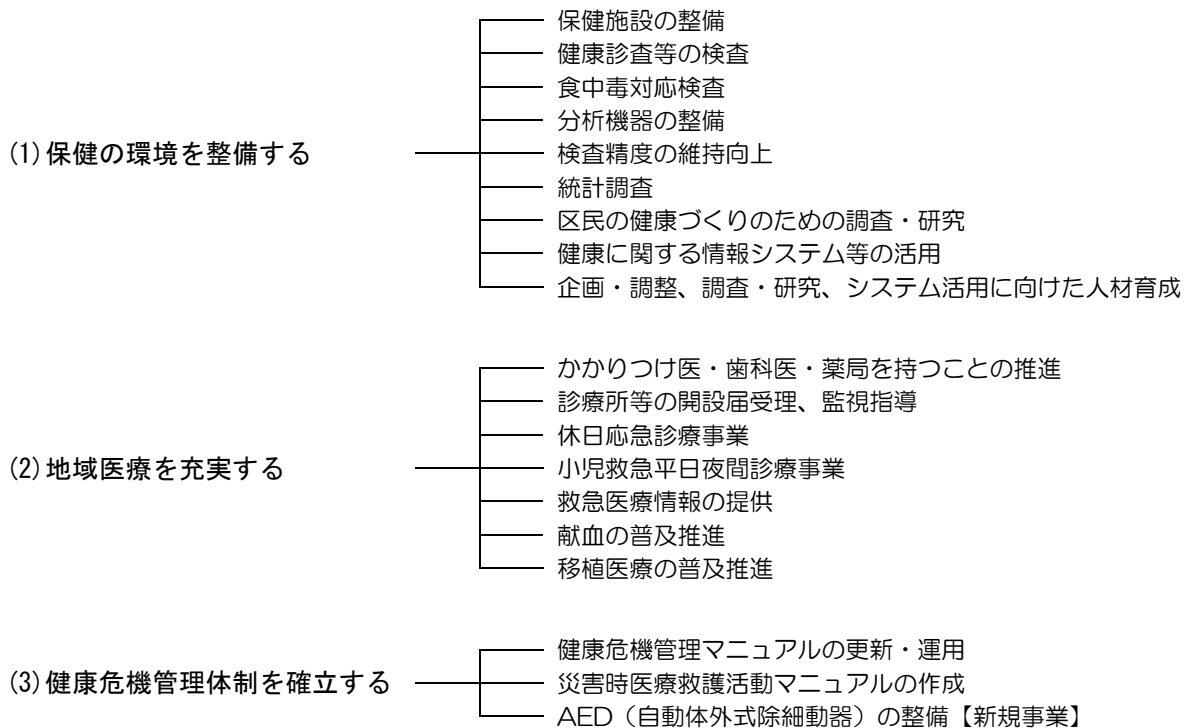 (1)保健の環境を整備する
保健施設の整備
健康診査等の検査
食中毒対応検査
分析機器の整備
検査精度の維持向上
統計調査
区民の健康づくりのための調査・研究
健康に関する情報システム等の活用
企画・調整、調査・研究、システム活用に向けた人材育成
(2)地域医療を充実する
かかりつけ医・歯科医・薬局を持つことの推進
診療所等の開設届受理、監視指導
休日応急診療事業
小児救急平日夜間診療事業
救急医療情報の提供
献血の普及推進
移植医療の普及推進
(3)健康危機管理体制を確立する
健康危機管理マニュアルの更新・運用
災害時医療救護活動マニュアルの作成
AED(自動体外式除細動器)の整備【新規事業】